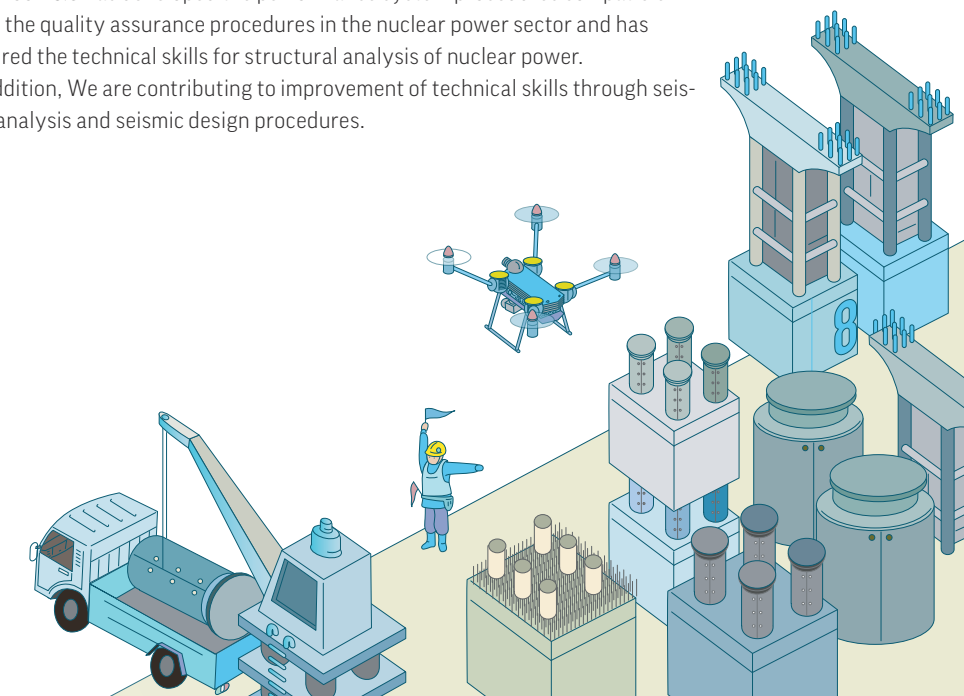 the quality assurance procedures in the nuclear power sector and has
red the technical skills for structural analysis of nuclear power.
ddition, We are contributing to improvement of technical skills through seis-
analysis and seismic design procedures.
8